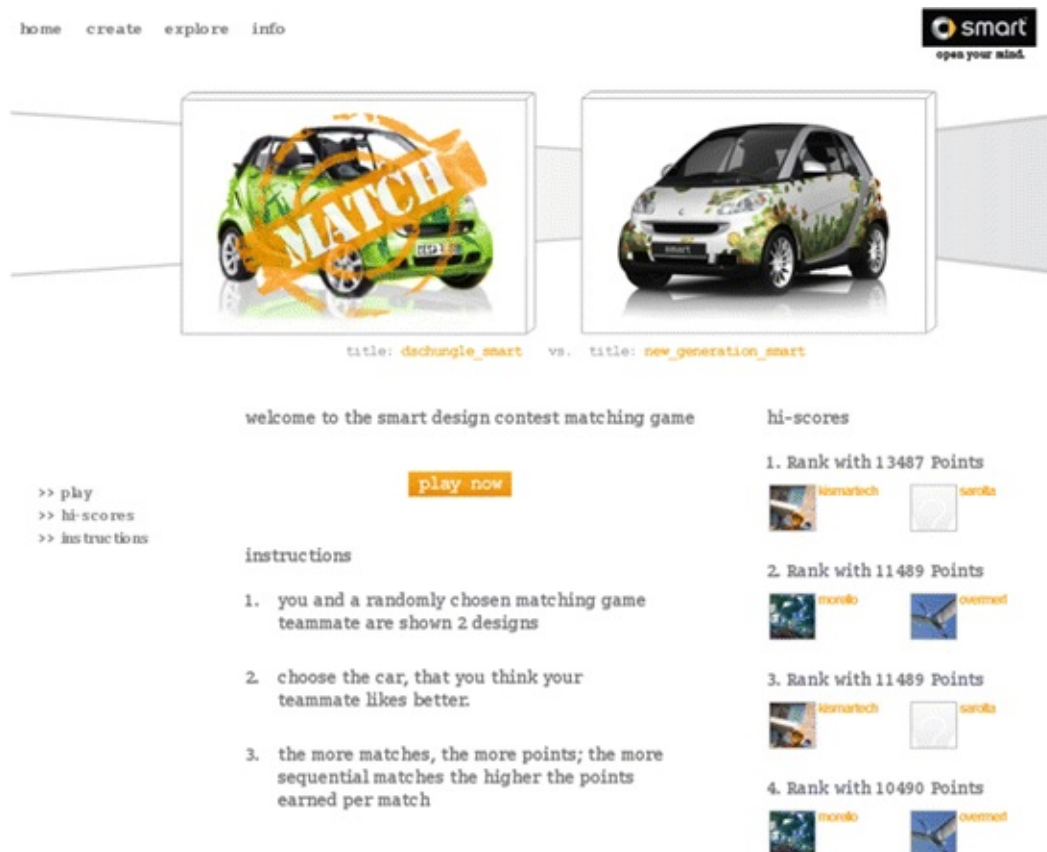 home create explore info
smart
open your mind.
MATCH
smart
title: dschungle_smart vs. title: new_generation_smart
welcome to the smart design contest matching game
play now
>> play
>> hi-scores
>> instructions
instructions
1. you and a randomly chosen matching game
teammate are shown 2 designs
2. choose the car, that you think your
teammate likes better.
3. the more matches, the more points; the more
sequential matches the higher the points
earned per match
hi-scores
1. Rank with 13487 Points
kismartech sarolta
2. Rank with 11489 Points
morello overmerl
3. Rank with 11489 Points
kismartech sarolta
4. Rank with 10490 Points
morello overmerl